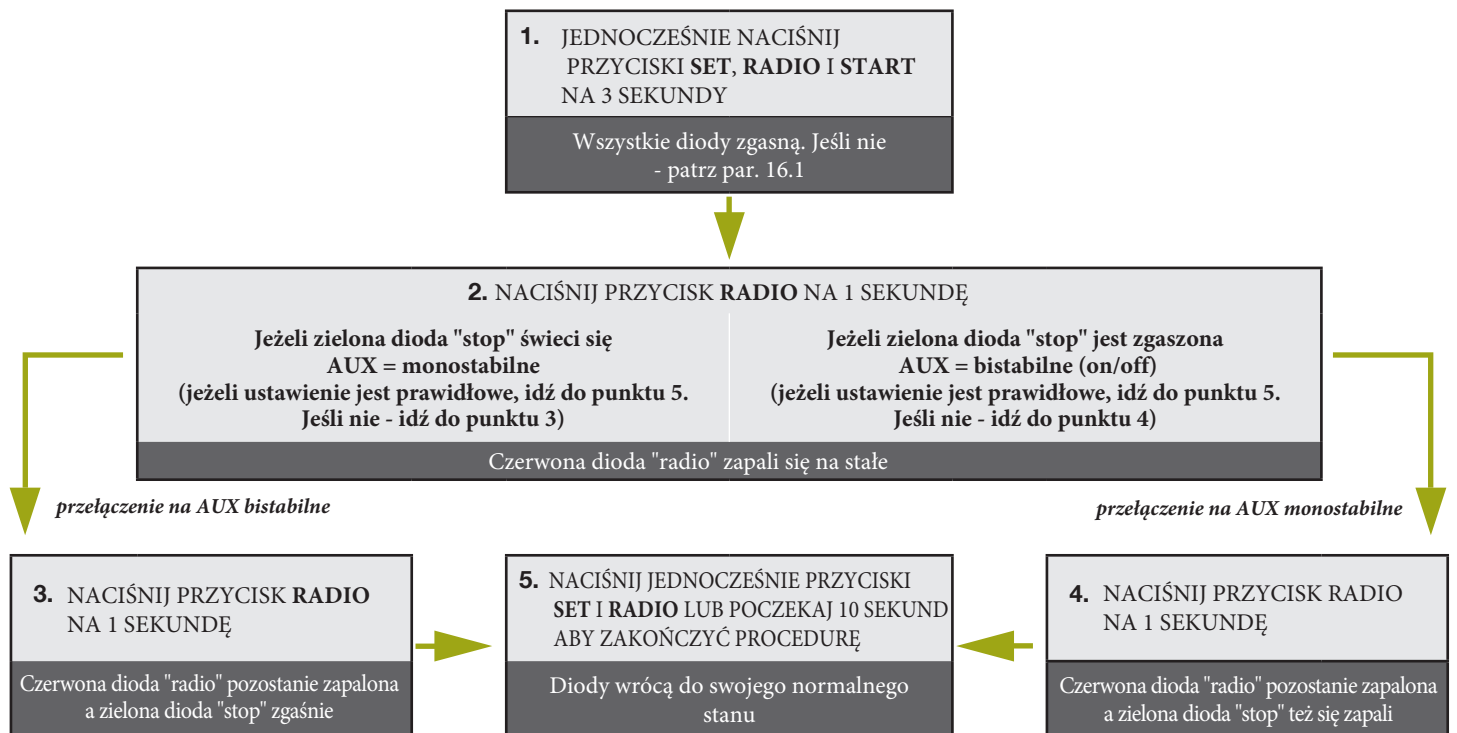 1. JEDNOCZEŚNIE NACIŚNIJ
PRZYCISKI SET, RADIO I START
NA 3 SEKUNDY
Wszystkie diody zgasną. Jeśli nie
- patrz par. 16.1
2. NACIŚNIJ PRZYCISK RADIO NA 1 SEKUNDĘ
Jeżeli zielona dioda "stop" świeci się
AUX = monostabilne
(jeżeli ustawienie jest prawidłowe, idź do punktu 5.
Jeśli nie - idź do punktu 3)
Jeżeli zielona dioda "stop" jest zgaszona
AUX = bistabilne (on/off)
(jeżeli ustawienie jest prawidłowe, idź do punktu 5.
Jeśli nie - idź do punktu 4)
Czerwona dioda "radio" zapali się na stałe
przełączenie na AUX bistabilne
przełączenie na AUX monostabilne
3. NACIŚNIJ PRZYCISK RADIO
NA 1 SEKUNDĘ
Czerwona dioda "radio" pozostanie zapalona
a zielona dioda "stop" zgaśnie
5. NACIŚNIJ JEDNOCZEŚNIE PRZYCISKI
SET I RADIO LUB POCZEKAJ 10 SEKUND
ABY ZAKOŃCZYĆ PROCEDURĘ
Diody wrócą do swojego normalnego
stanu
4. NACIŚNIJ PRZYCISK RADIO
NA 1 SEKUNDĘ
Czerwona dioda "radio" pozostanie zapalona
a zielona dioda "stop" też się zapali